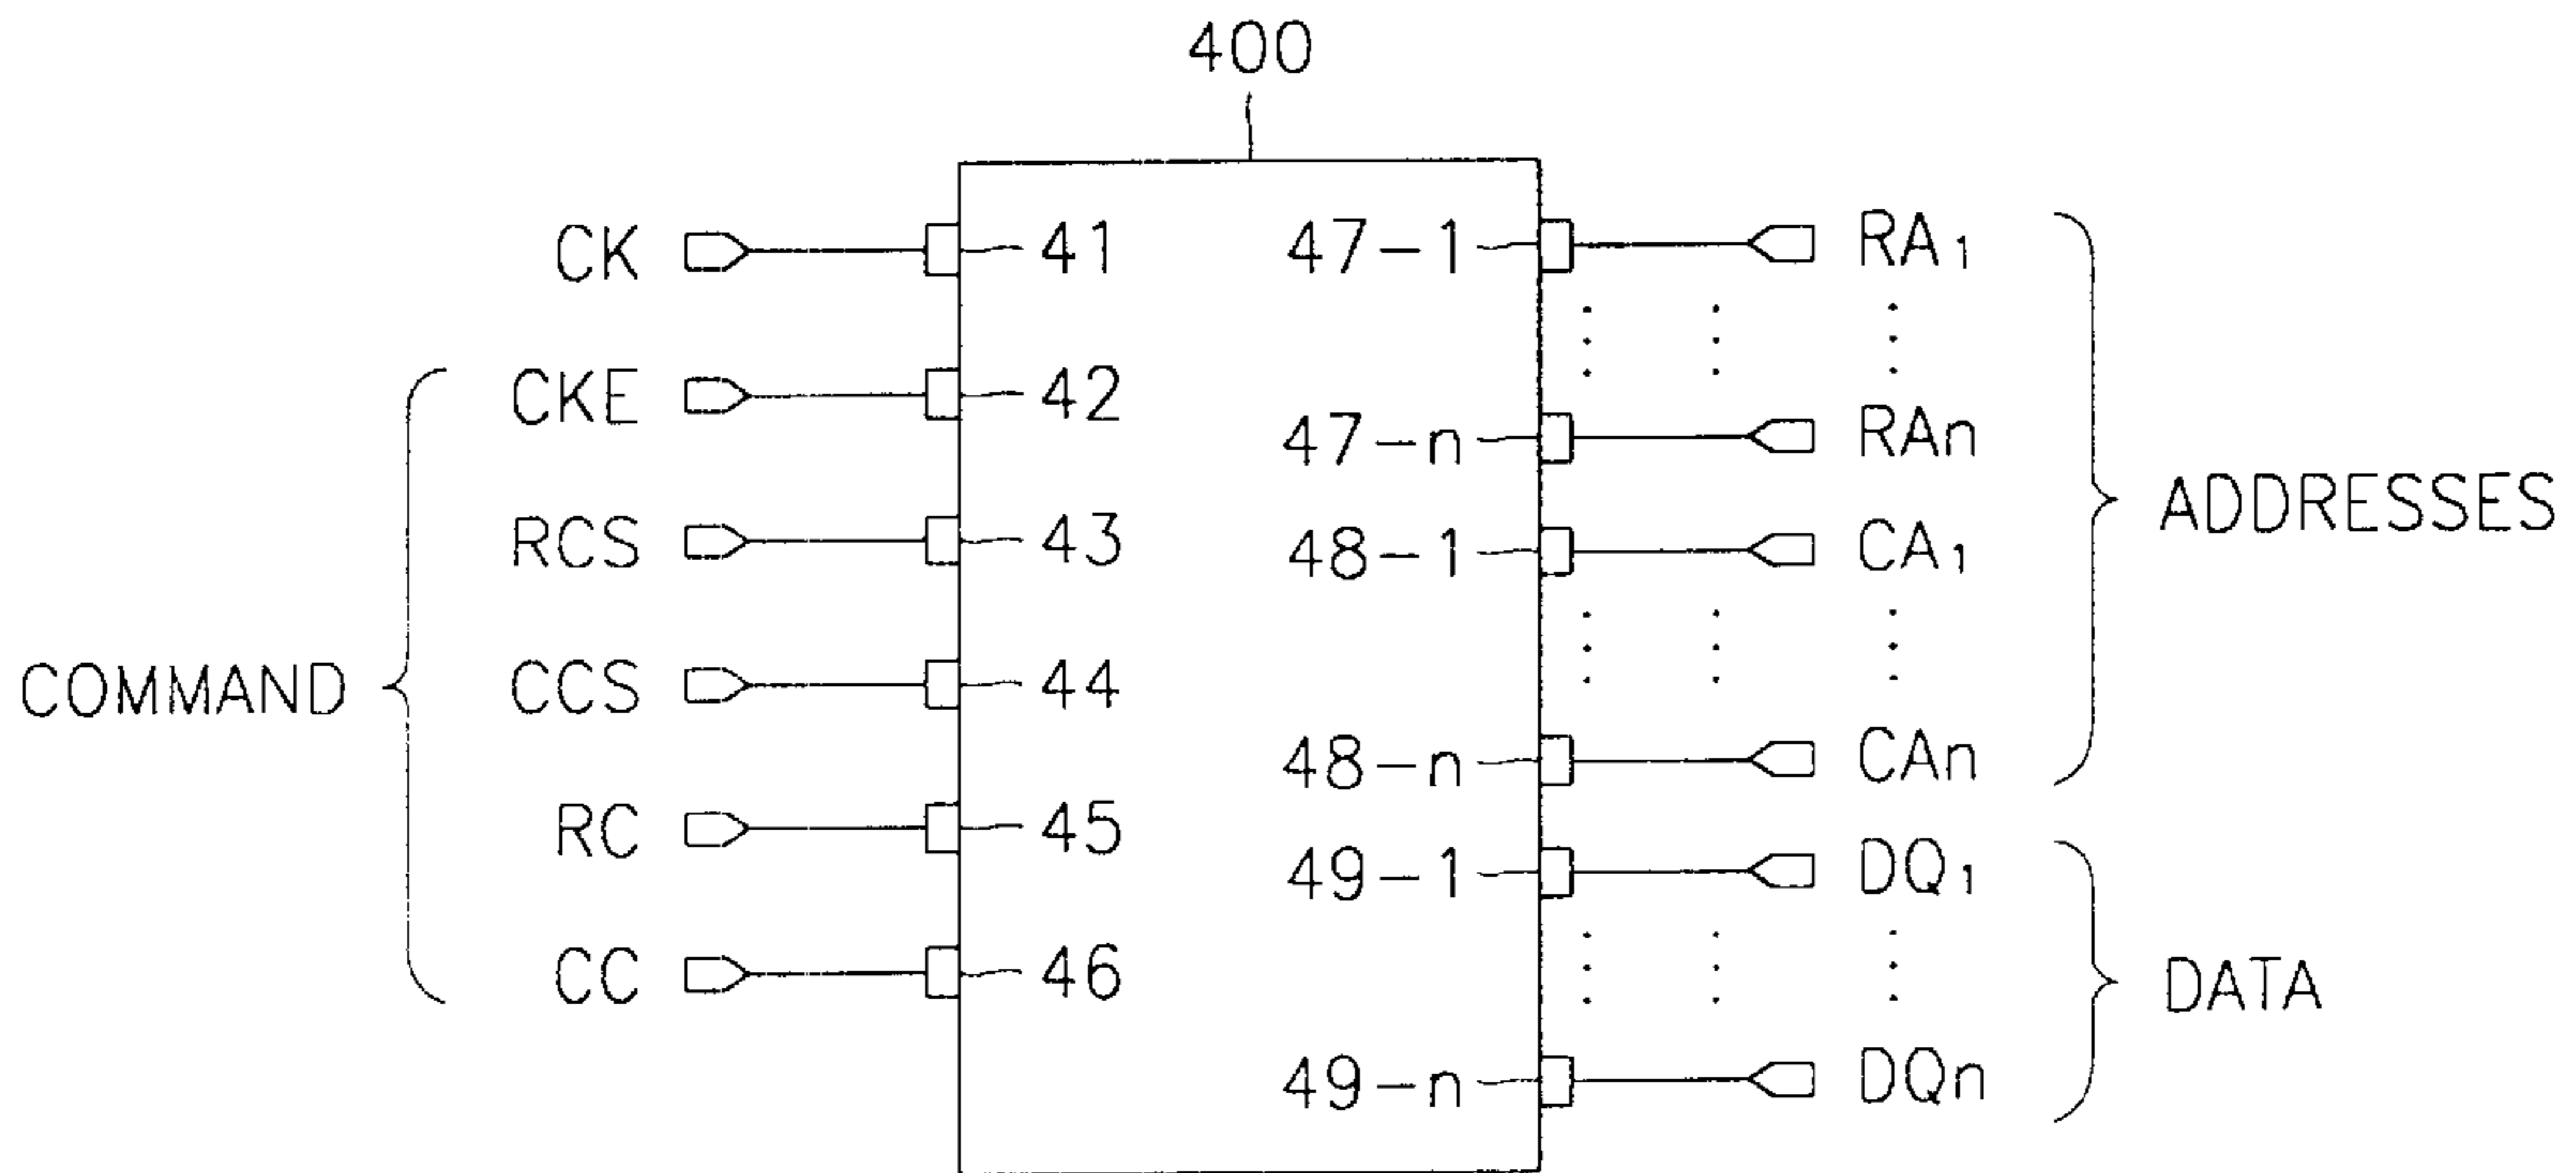 400
CK 41 47-1 RA1
CKE 42 47-n RAn ADDRESSES
RCS 43 48-1 CA1
COMMAND CCS 44 48-n CAn
RC 45 49-1 DQ1
CC 46 49-n DQn DATA